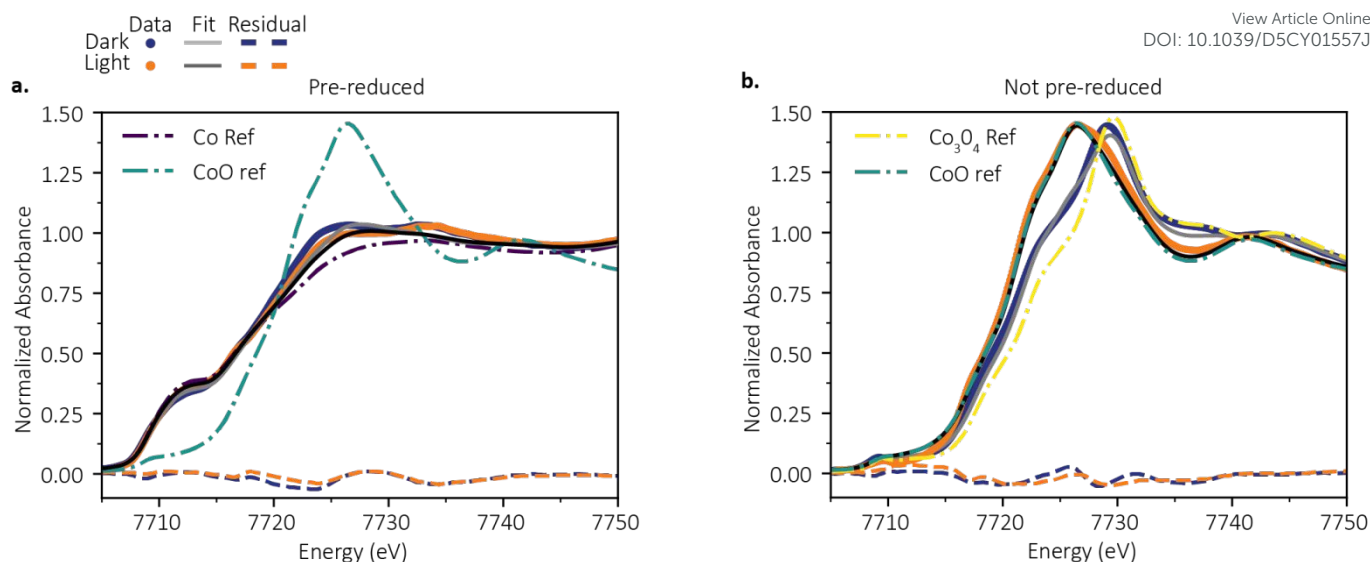 View Article Online
DOI: 10.1039/D5CY01557J
Data Fit Residual
Dark
Light
a.
Pre-reduced
Co Ref
CoO ref
Normalized Absorbance
1.50
1.25
1.00
0.75
0.50
0.25
0.00
7710 7720 7730 7740 7750
Energy (eV)
b.
Not pre-reduced
Co₃O₄ Ref
CoO ref
Normalized Absorbance
1.50
1.25
1.00
0.75
0.50
0.25
0.00
7710 7720 7730 7740 7750
Energy (eV)